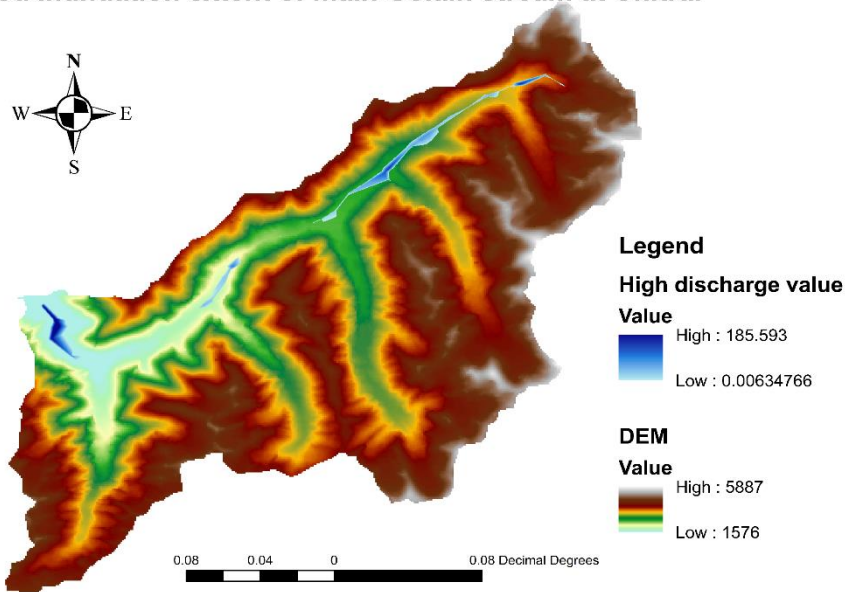 N
W E
S
Legend
High discharge value
Value
High : 185.593
Low : 0.00634766
DEM
Value
High : 5887
Low : 1576
0.08 0.04 0 0.08 Decimal Degrees